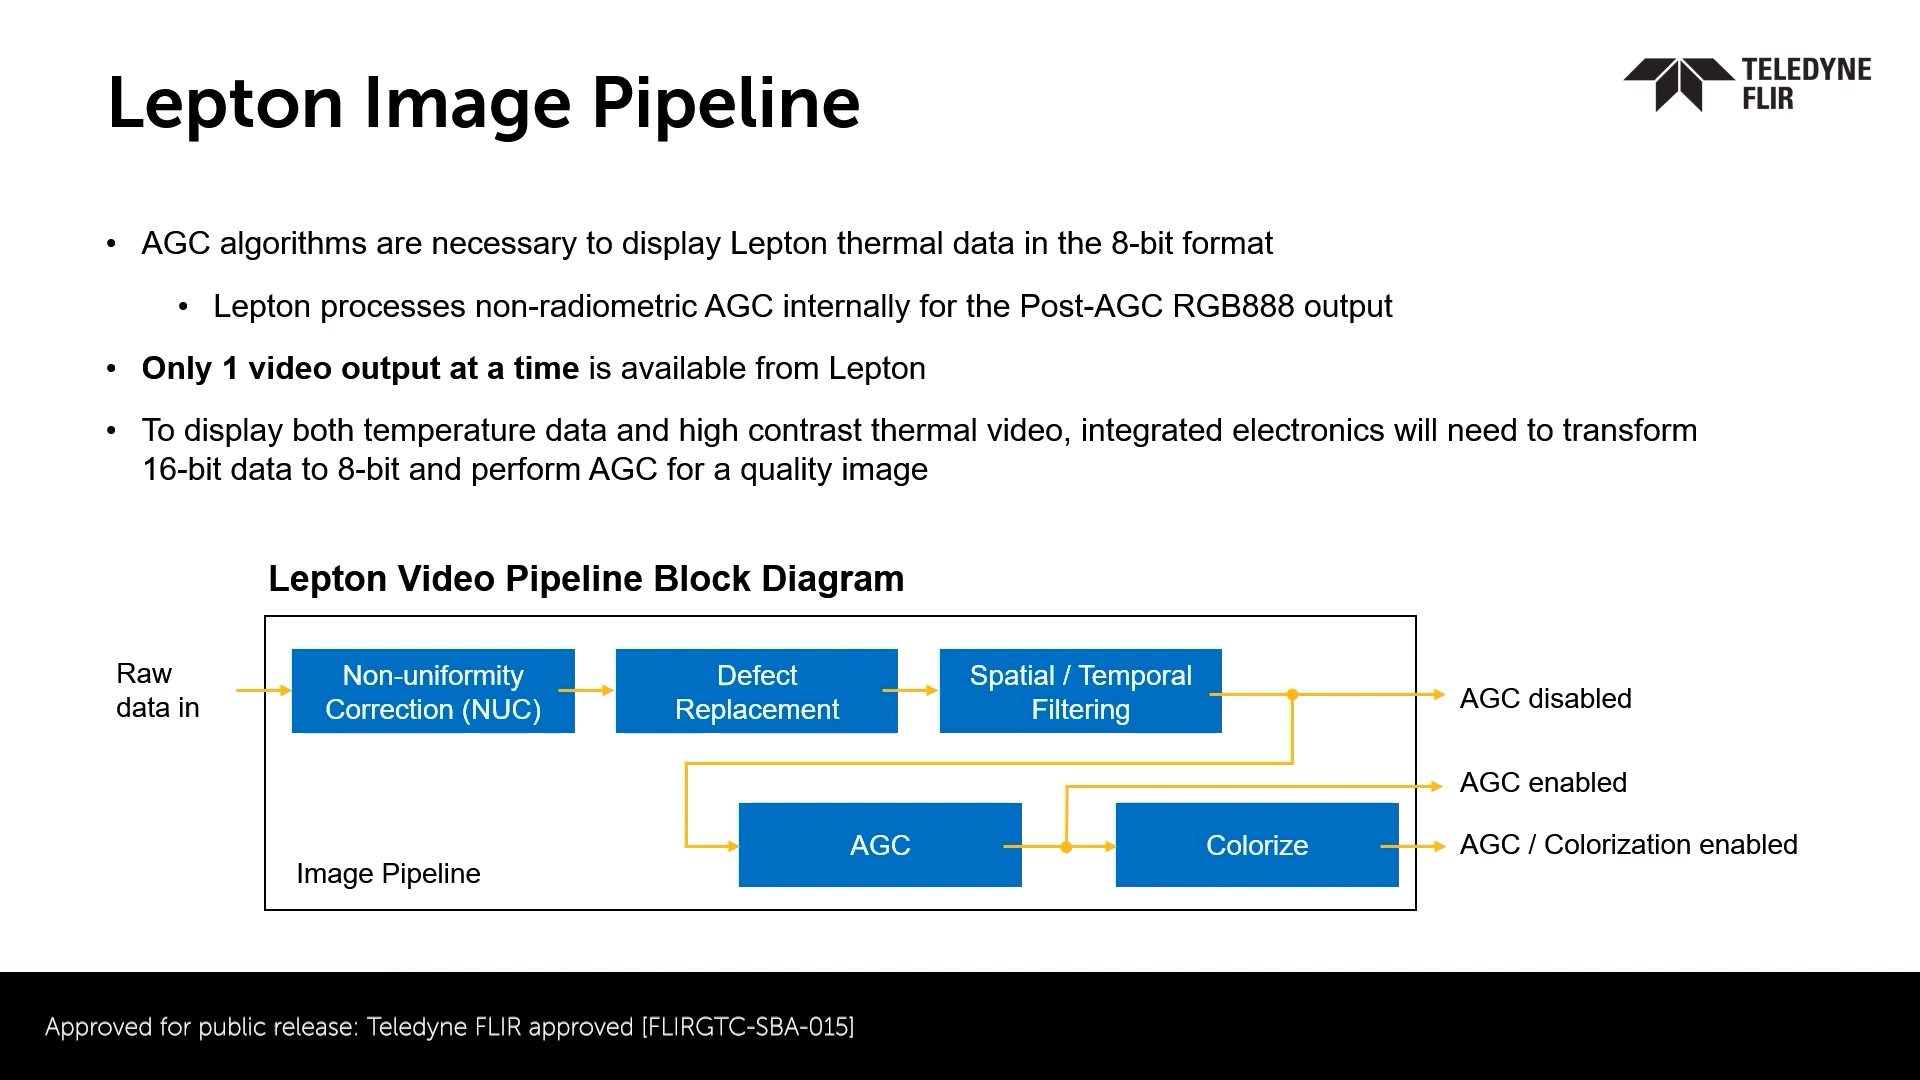 Lepton Image Pipeline
TELEDYNE
FLIR
• AGC algorithms are necessary to display Lepton thermal data in the 8-bit format
• Lepton processes non-radiometric AGC internally for the Post-AGC RGB888 output
• Only 1 video output at a time is available from Lepton
• To display both temperature data and high contrast thermal video, integrated electronics will need to transform
16-bit data to 8-bit and perform AGC for a quality image
Lepton Video Pipeline Block Diagram
Raw
data in
Non-uniformity
Correction (NUC)
Defect
Replacement
Spatial / Temporal
Filtering
AGC disabled
AGC enabled
AGC
Colorize
AGC / Colorization enabled
Image Pipeline
Approved for public release: Teledyne FLIR approved [FLIRGTC-SBA-015]